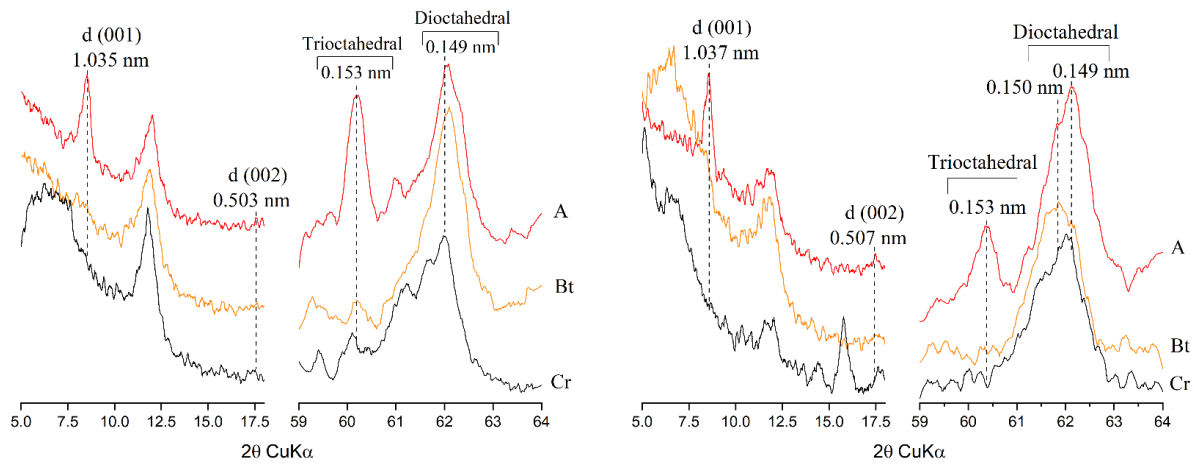 d (001)
1.035 nm
d (002)
0.503 nm
5.0 7.5 10.0 12.5 15.0 17.5
Trioctahedral
0.153 nm
Dioctahedral
0.149 nm
A
Bt
Cr
59 60 61 62 63 64
2θ CuKα
d (001)
1.037 nm
d (002)
0.507 nm
5.0 7.5 10.0 12.5 15.0 17.5
Dioctahedral
0.150 nm
0.149 nm
Trioctahedral
0.153 nm
A
Bt
Cr
59 60 61 62 63 64
2θ CuKα